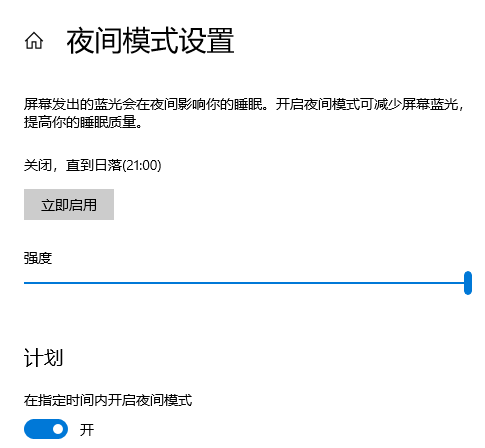 夜间模式设置
屏幕发出的蓝光会在夜间影响你的睡眠。开启夜间模式可减少屏幕蓝光，
提高你的睡眠质量。
关闭，直到日落(21:00)
立即启用
强度
计划
在指定时间内开启夜间模式
开